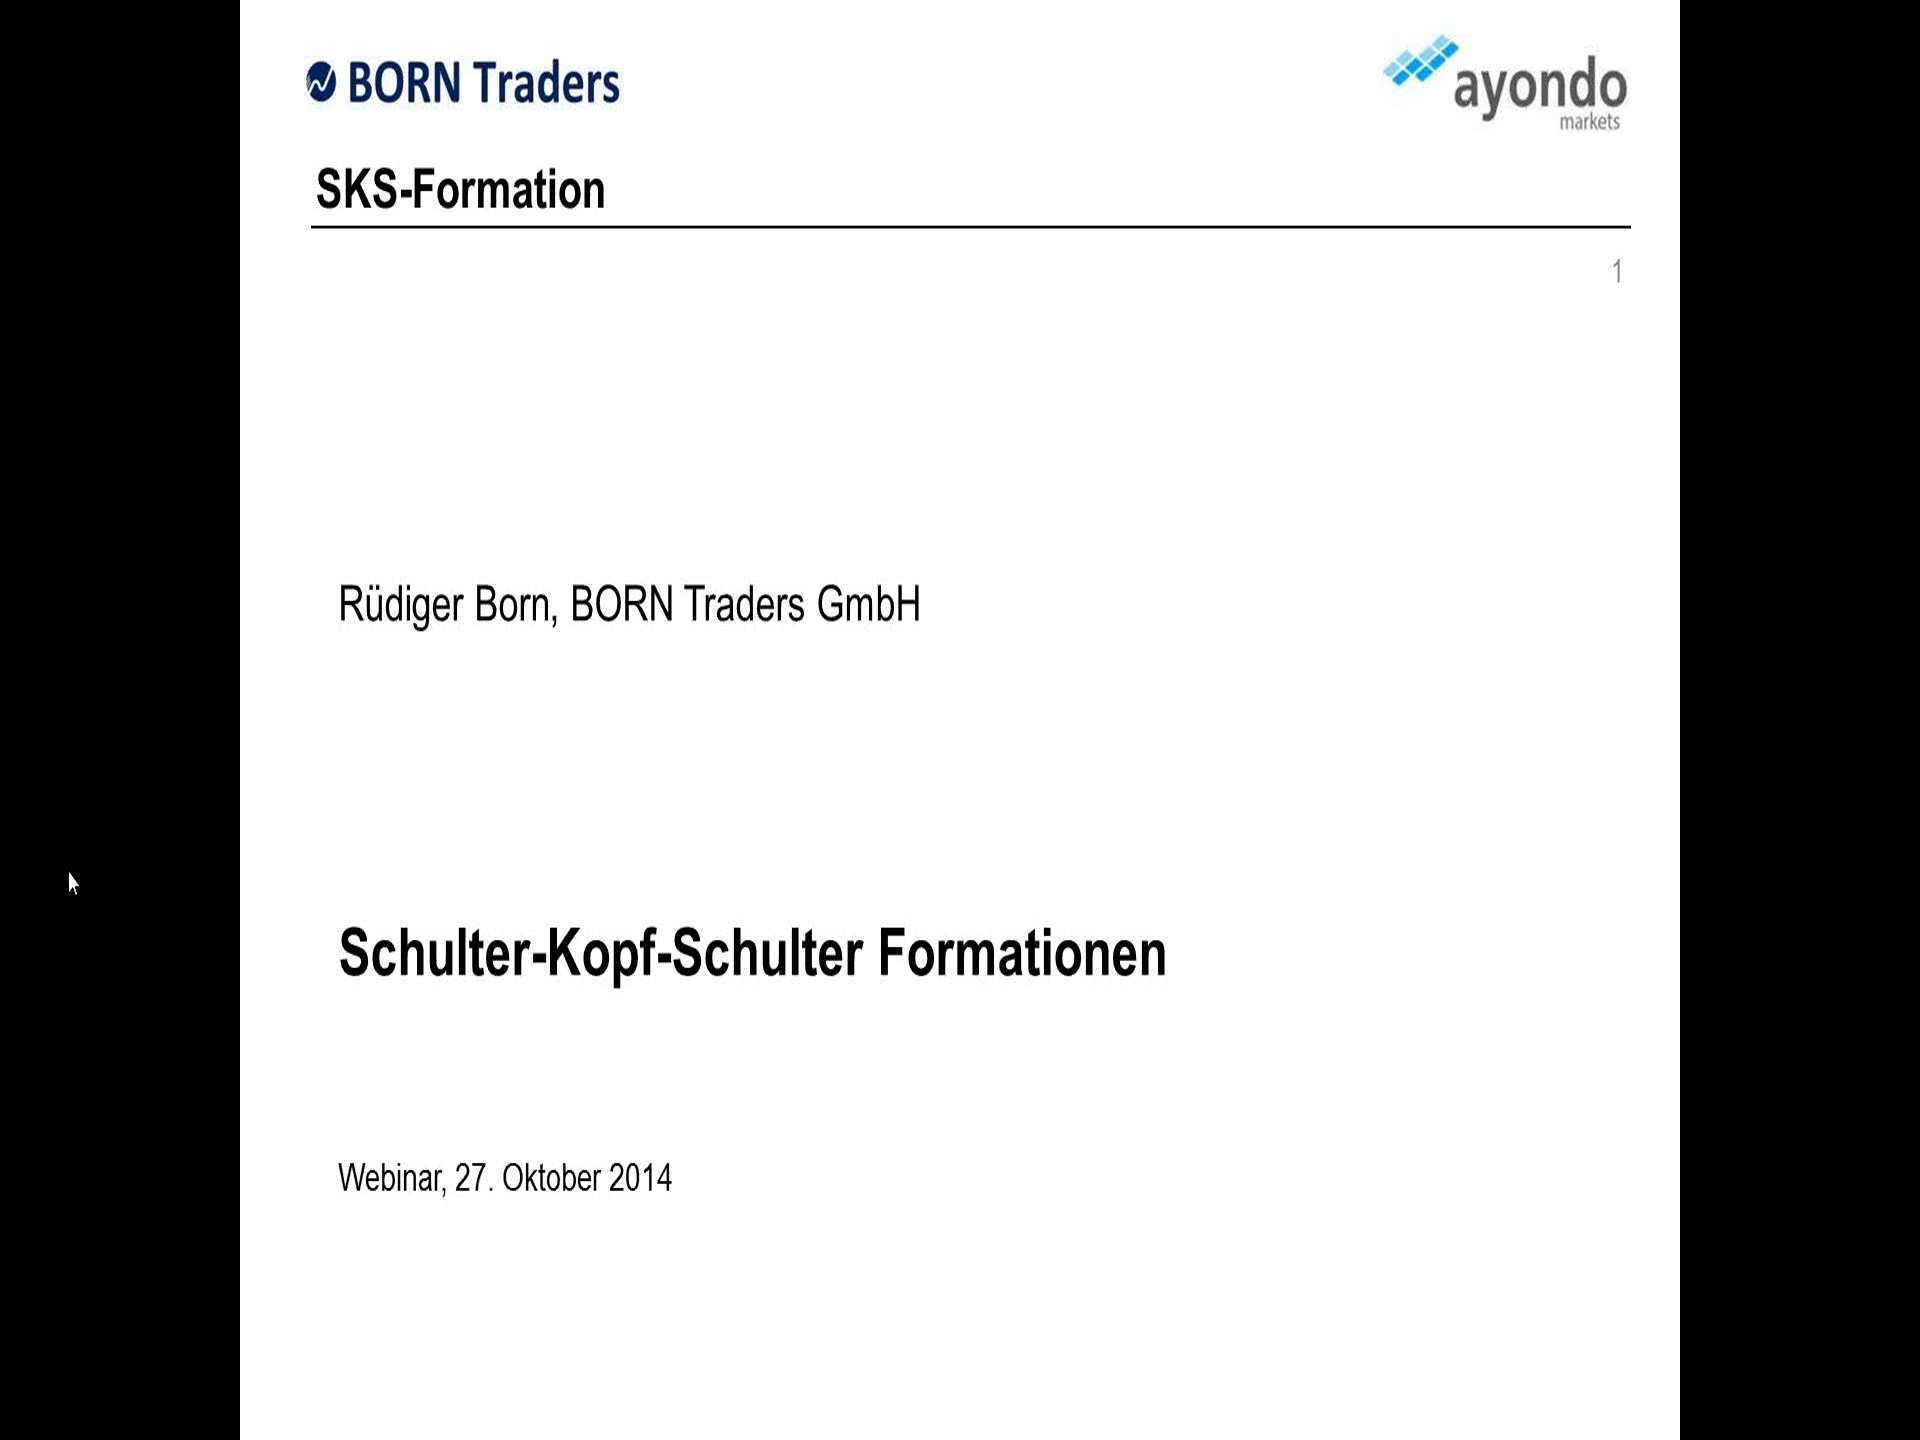 BORN Traders
ayondo
markets
SKS-Formation
1
Rüdiger Born, BORN Traders GmbH
Schulter-Kopf-Schulter Formationen
Webinar, 27. Oktober 2014